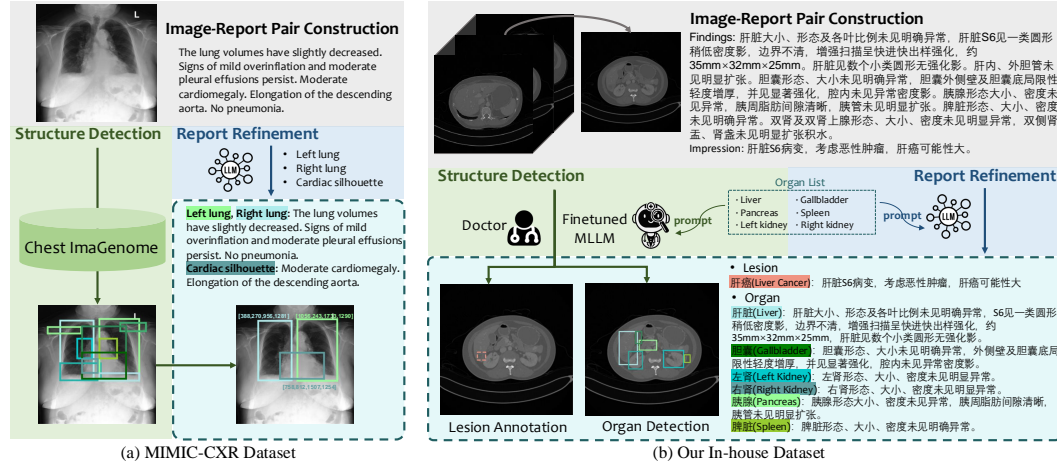 L
Image-Report Pair Construction
The lung volumes have slightly decreased.
Signs of mild overinflation and moderate
pleural effusions persist. Moderate
cardiomegaly. Elongation of the descending
aorta. No pneumonia.
Structure Detection
Report Refinement
LLM
• Left lung
• Right lung
• Cardiac silhouette
Chest ImaGenome
Left lung, Right lung: The lung volumes
have slightly decreased. Signs of mild
overinflation and moderate pleural effusions
persist. No pneumonia.
Cardiac silhouette: Moderate cardiomegaly.
Elongation of the descending aorta.
(a) MIMIC-CXR Dataset
Image-Report Pair Construction
Findings: 肝脏大小、形态及各叶比例未见明确异常，肝脏S6见一类圆形
稍低密度影，边界不清，增强扫描呈快进快出样强化，约
35mm×32mm×25mm。肝脏见数个小类圆形无强化影。肝内、外胆管未
见明显扩张。胆囊形态、大小未见明确异常，胆囊外侧壁及胆囊底局限性
轻度增厚，并见显著强化，腔内未见异常密度影。胰腺形态大小、密度未
见异常，胰周脂肪间隙清晰，胰管未见明显扩张。脾脏形态、大小、密度
未见明确异常。双肾及双肾上腺形态、大小、密度未见明显异常，双侧肾
盂、肾盏未见明显扩张积水。
Impression: 肝脏S6病变，考虑恶性肿瘤，肝癌可能性大。
Structure Detection
Report Refinement
Doctor
Finetuned
MLLM
prompt
Organ List
· Liver
· Gallbladder
· Pancreas
· Spleen
· Left kidney
· Right kidney
prompt
LLM
Lesion Annotation
Organ Detection
• Lesion
肝癌(Liver Cancer)：肝脏S6病变，考虑恶性肿瘤，肝癌可能性大
• Organ
肝脏(Liver)：肝脏大小、形态及各叶比例未见明确异常，S6见一类圆形
稍低密度影，边界不清，增强扫描呈快进快出样强化，约
35mm×32mm×25mm，肝脏见数个小类圆形无强化影。
胆囊(Gallbladder)：胆囊形态、大小未见明确异常，外侧壁及胆囊底局
限性轻度增厚，并见显著强化，腔内未见异常密度影。
左肾(Left Kidney)：左肾形态、大小、密度未见明显异常。
右肾(Right Kidney)：右肾形态、大小、密度未见明显异常。
胰腺(Pancreas)：胰腺形态大小、密度未见异常，胰周脂肪间隙清晰，
胰管未见明显扩张。
脾脏(Spleen)：脾脏形态、大小、密度未见明确异常。
(b) Our In-house Dataset